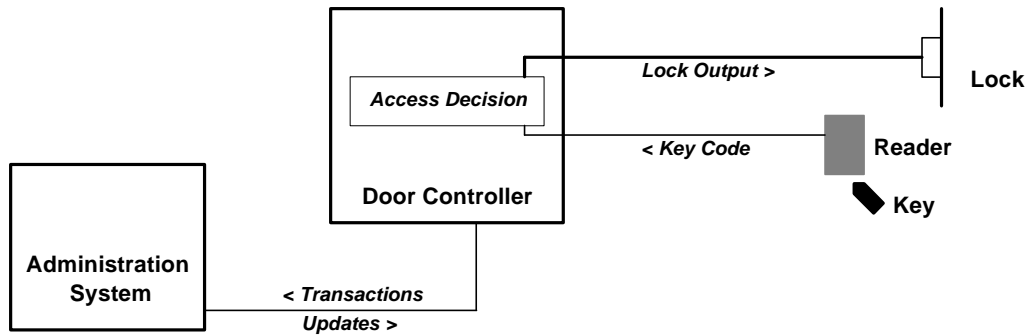 Lock Output >
Lock
Access Decision
< Key Code
Reader
Door Controller
Key
Administration
System
< Transactions
Updates >